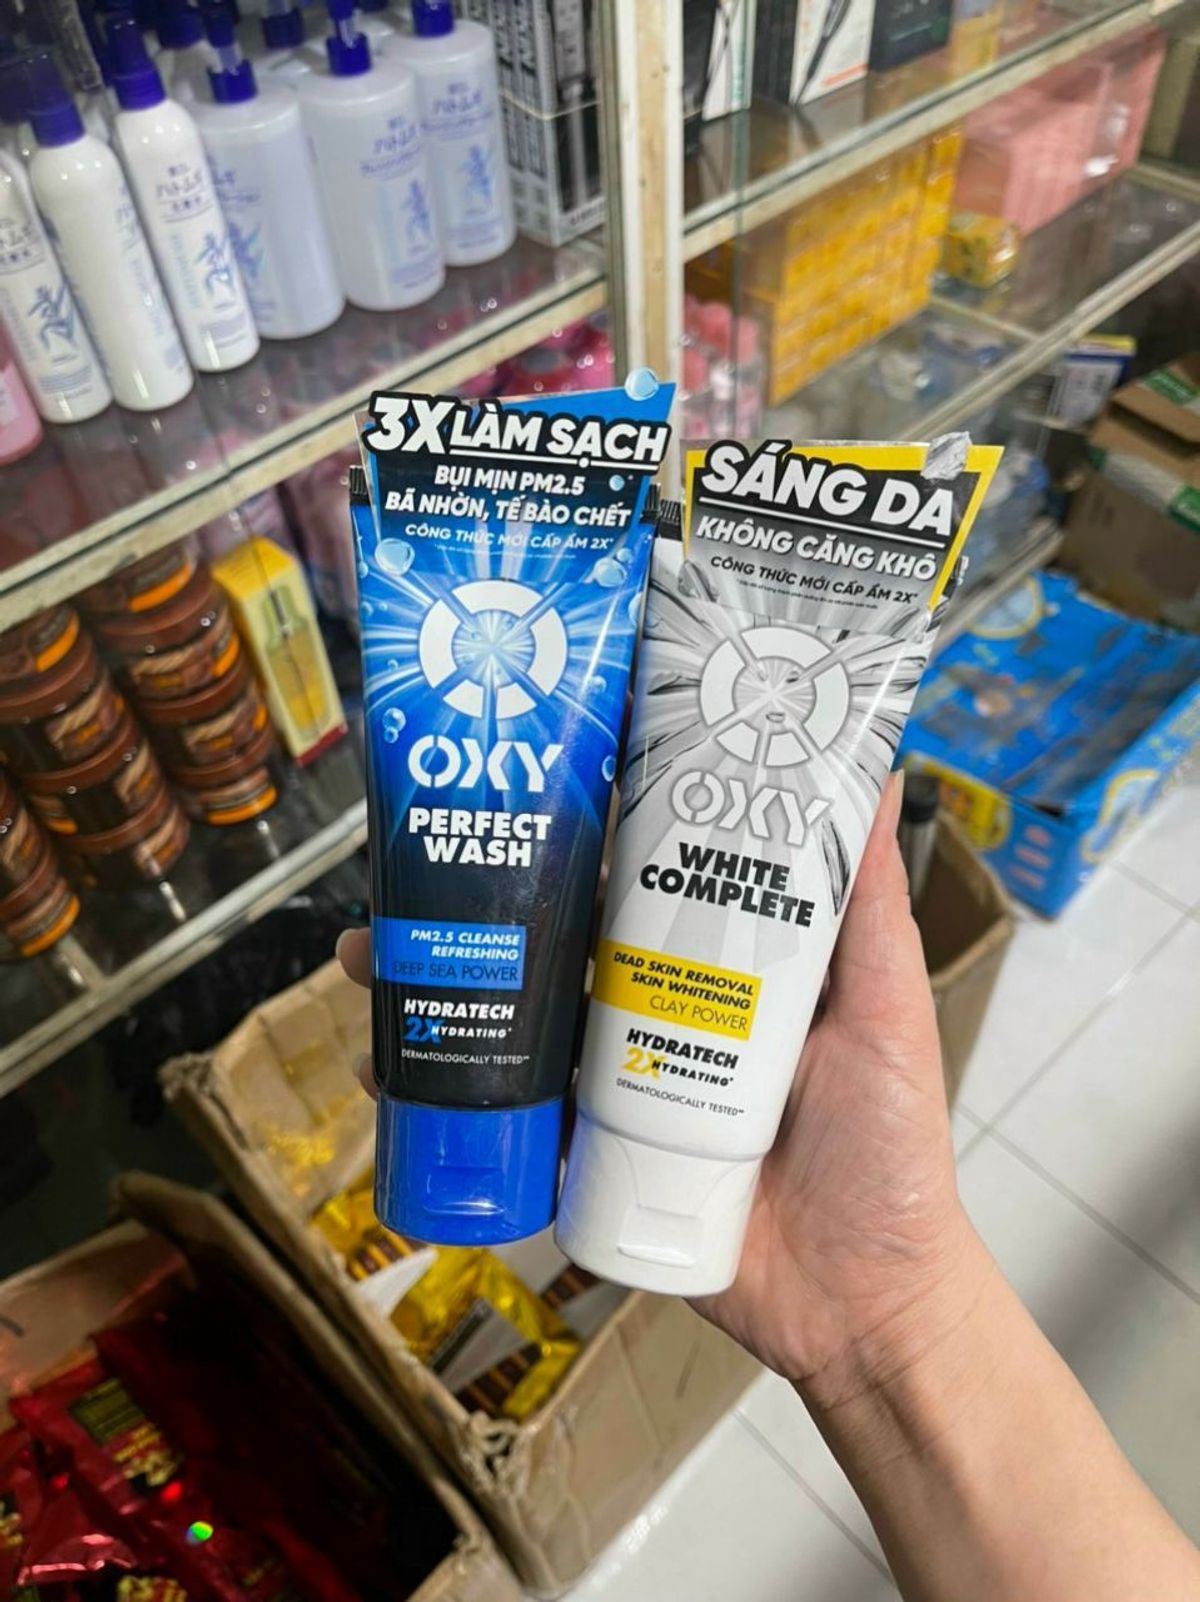 3X LÀM SẠCH
BỤI MỊN PM2.5
BÃ NHỜN, TẾ BÀO CHẾT
CÔNG THỨC MỚI CẤP ẨM 2X*
OXY
PERFECT
WASH
PM2.5 CLEANSE
REFRESHING
DEEP SEA POWER
HYDRATECH
2X HYDRATING*
DERMATOLOGICALLY TESTED**
SÁNG DA
KHÔNG CĂNG KHÔ
CÔNG THỨC MỚI CẤP ẨM 2X*
OXY
WHITE
COMPLETE
DEAD SKIN REMOVAL
SKIN WHITENING
CLAY POWER
HYDRATECH
2X HYDRATING*
DERMATOLOGICALLY TESTED**